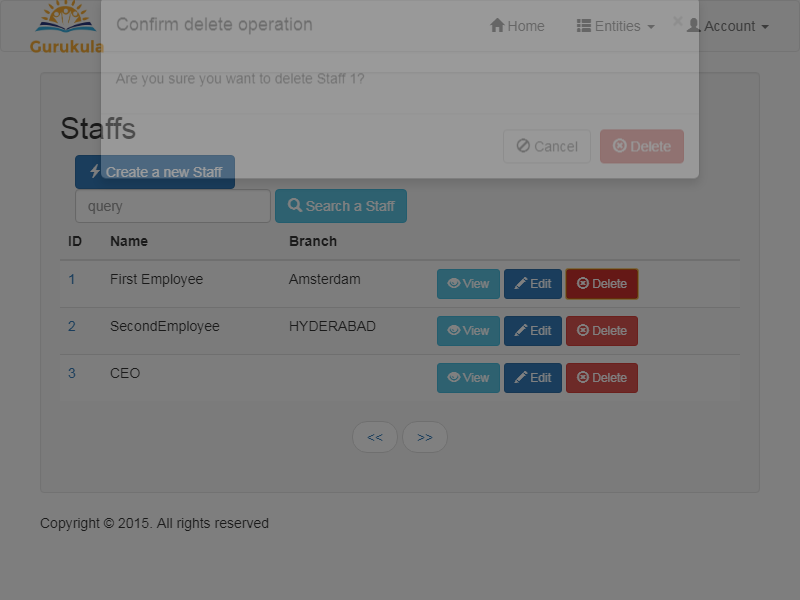 Gurukula
Home
Entities
Account
Confirm delete operation
×
Are you sure you want to delete Staff 1?
Cancel
Delete
Staffs
Create a new Staff
query
Search a Staff
ID Name Branch
1 First Employee Amsterdam View Edit Delete
2 SecondEmployee HYDERABAD View Edit Delete
3 CEO View Edit Delete
<< >>
Copyright © 2015. All rights reserved